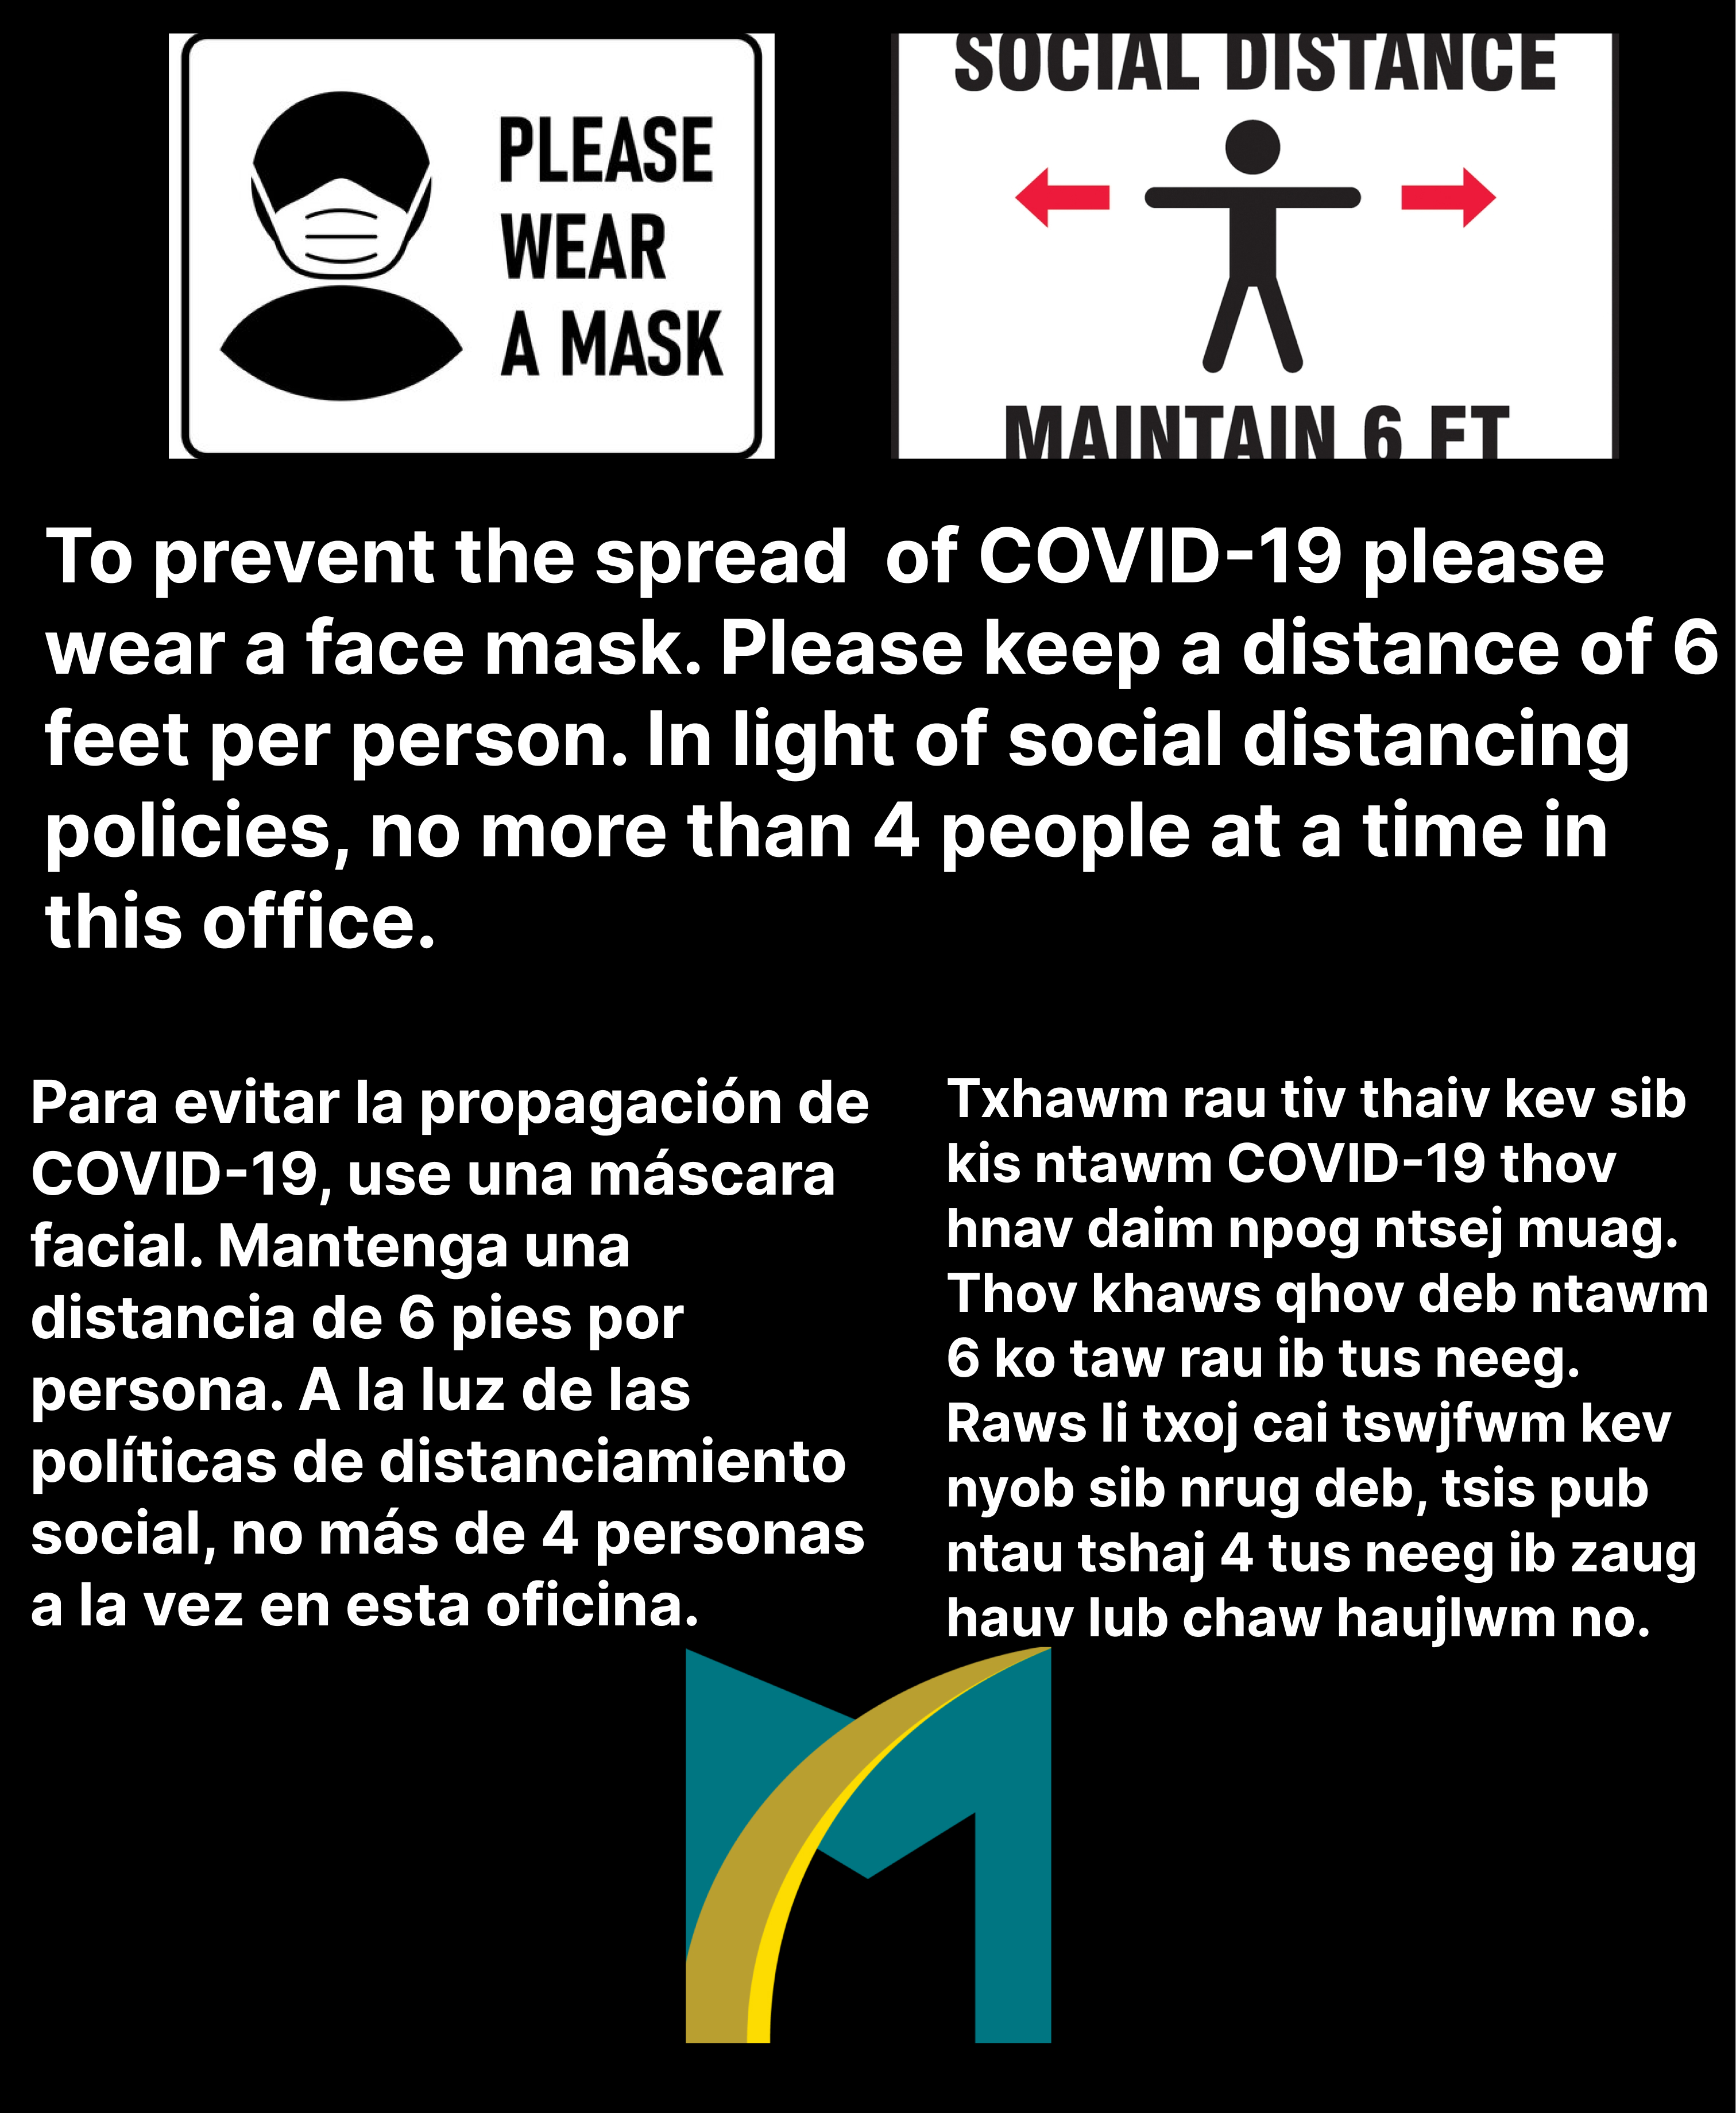 PLEASE
WEAR
A MASK
SOCIAL DISTANCE
MAINTAIN 6 FT
To prevent the spread  of COVID-19 please
wear a face mask. Please keep a distance of 6
feet per person. In light of social distancing
policies, no more than 4 people at a time in
this office.
Para evitar la propagación de
COVID-19, use una máscara
facial. Mantenga una
distancia de 6 pies por
persona. A la luz de las
políticas de distanciamiento
social, no más de 4 personas
a la vez en esta oficina.
Txhawm rau tiv thaiv kev sib
kis ntawm COVID-19 thov
hnav daim npog ntsej muag.
Thov khaws qhov deb ntawm
6 ko taw rau ib tus neeg.
Raws li txoj cai tswjfwm kev
nyob sib nrug deb, tsis pub
ntau tshaj 4 tus neeg ib zaug
hauv lub chaw haujlwm no.